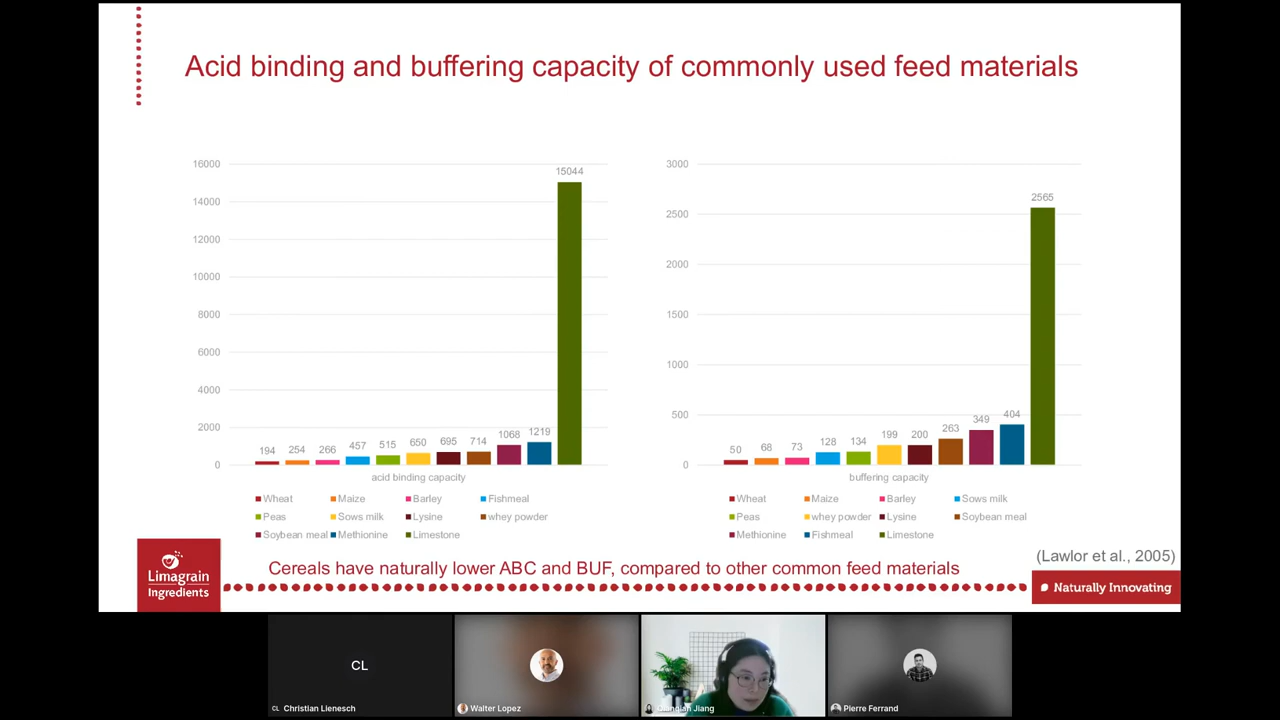 Acid binding and buffering capacity of commonly used feed materials
16000
14000
12000
10000
8000
6000
4000
2000
0
194
254
266
457
515
650
695
714
1068
1219
15044
acid binding capacity
Wheat Maize Barley Fishmeal
Peas Sows milk Lysine whey powder
Soybean meal Methionine Limestone
3000
2500
2000
1500
1000
500
0
50
68
73
128
134
199
200
263
349
404
2565
buffering capacity
Wheat Maize Barley Sows milk
Peas whey powder Lysine Soybean meal
Methionine Fishmeal Limestone
(Lawlor et al., 2005)
Cereals have naturally lower ABC and BUF, compared to other common feed materials
Limagrain
Ingredients
Naturally Innovating
CL
CL Christian Lienesch
Walter Lopez
Qianqian Jiang
Pierre Ferrand